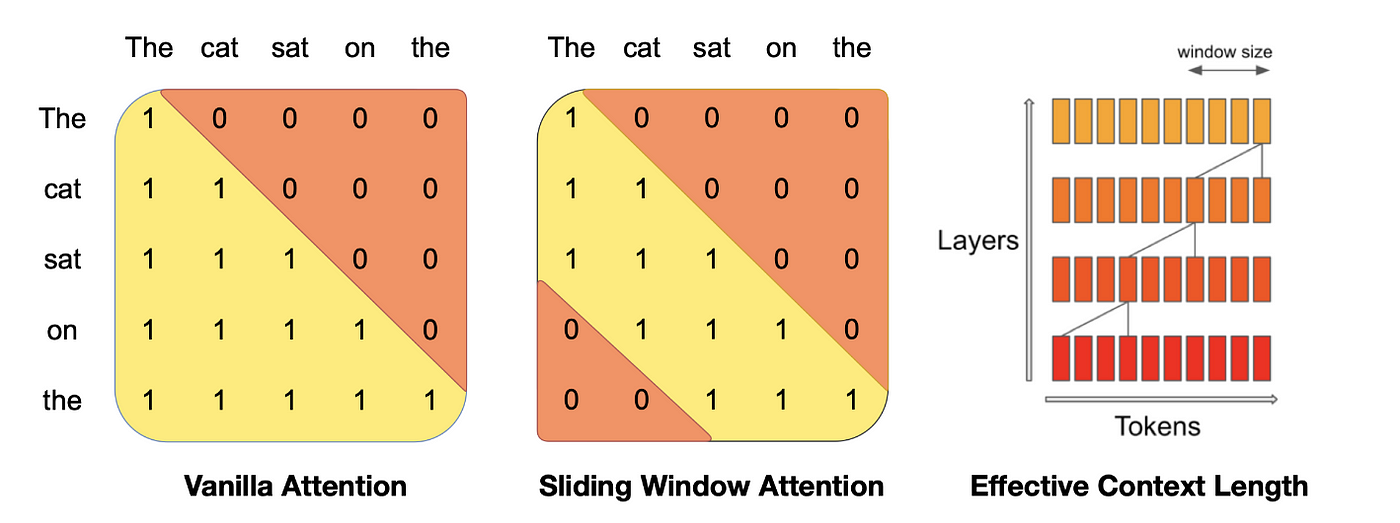 The cat sat on the
The 1 0 0 0 0
cat 1 1 0 0 0
sat 1 1 1 0 0
on 1 1 1 1 0
the 1 1 1 1 1
Vanilla Attention
The cat sat on the
1 0 0 0 0
1 1 0 0 0
1 1 1 0 0
0 1 1 1 0
0 0 1 1 1
Sliding Window Attention
window size
Layers
Tokens
Effective Context Length